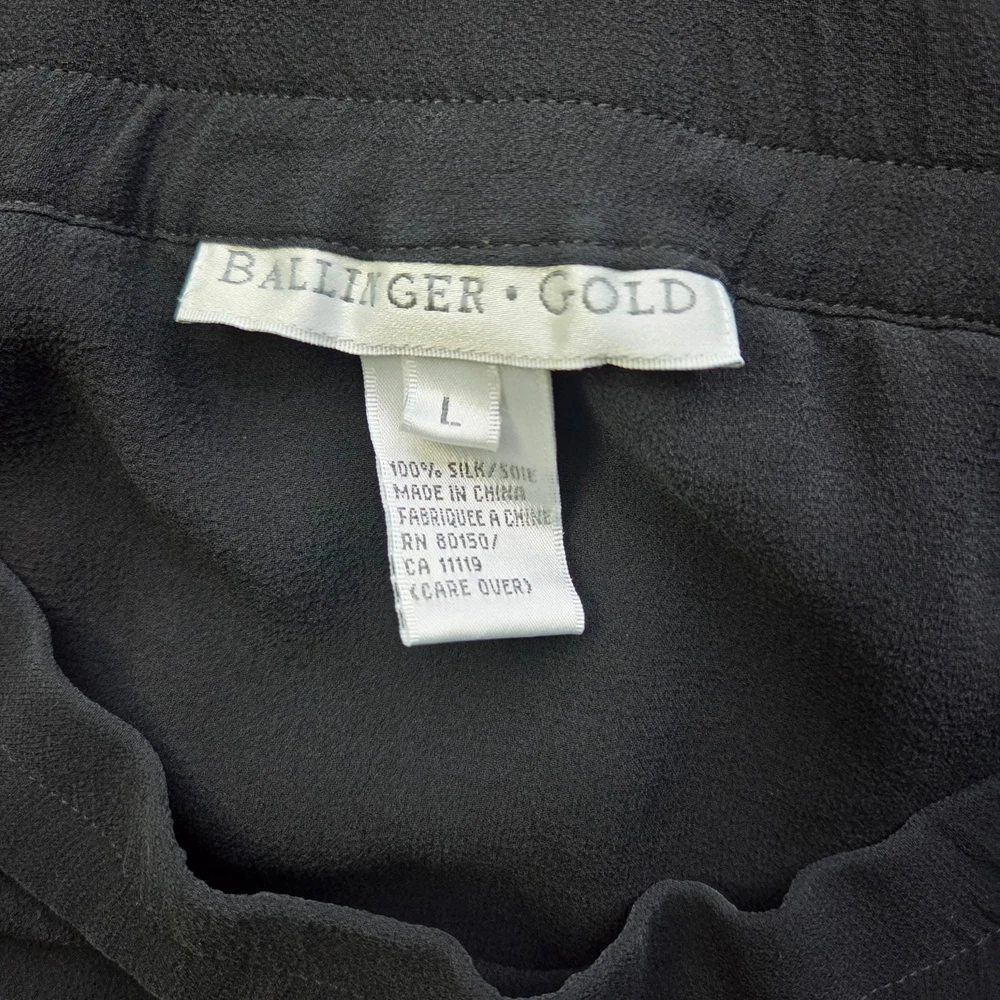 BALLINGER • GOLD
L
100% SILK/SOIE
MADE IN CHINA
FABRIQUEE A CHINE
RN 80150/
CA 11119
(CARE OVER)